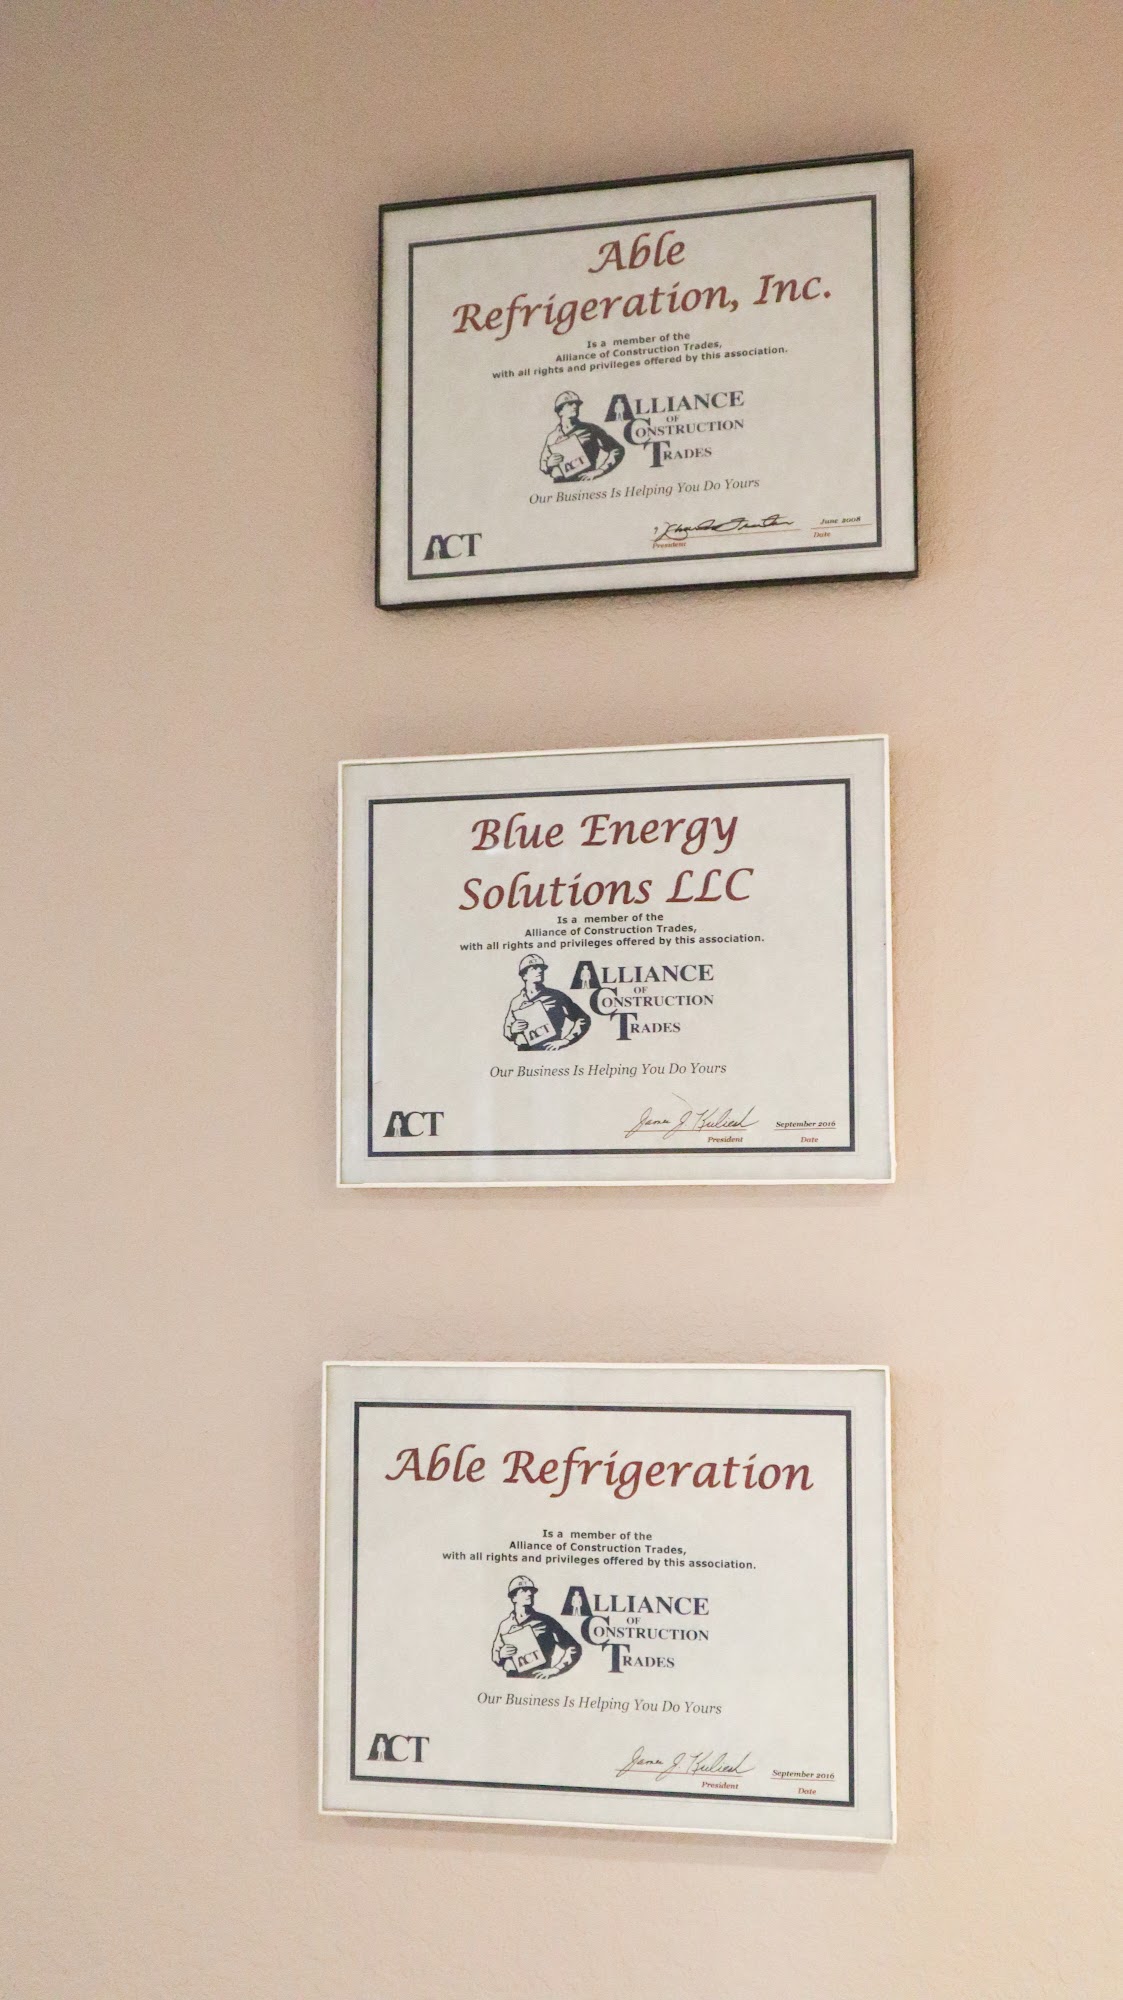 Able
Refrigeration, Inc.
Is a member of the
Alliance of Construction Trades,
with all rights and privileges offered by this association.
ALLIANCE
OF
CONSTRUCTION
TRADES
ACT
Our Business Is Helping You Do Yours
ACT
June 2008
President
Date
Blue Energy
Solutions LLC
Is a member of the
Alliance of Construction Trades,
with all rights and privileges offered by this association.
ALLIANCE
OF
CONSTRUCTION
TRADES
ACT
Our Business Is Helping You Do Yours
ACT
September 2016
President
Date
Able Refrigeration
Is a member of the
Alliance of Construction Trades,
with all rights and privileges offered by this association.
ALLIANCE
OF
CONSTRUCTION
TRADES
ACT
Our Business Is Helping You Do Yours
ACT
September 2016
President
Date